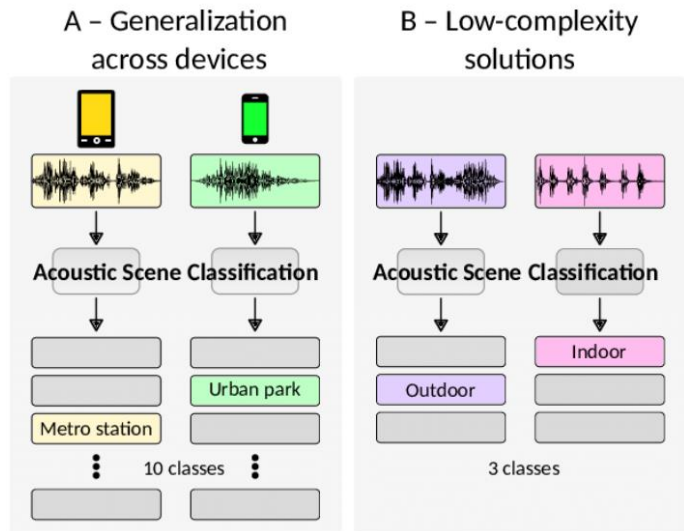 A – Generalization
across devices
B – Low-complexity
solutions
Acoustic Scene Classification
Acoustic Scene Classification
Indoor
Urban park
Outdoor
Metro station
10 classes
3 classes